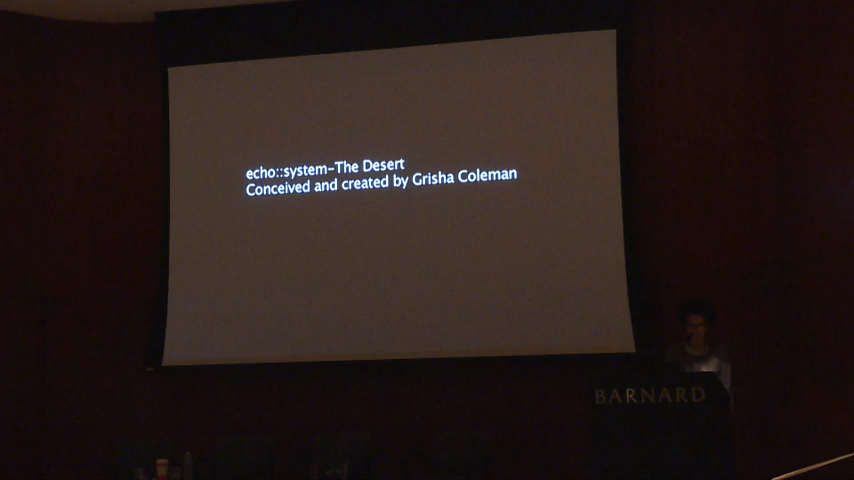 echo::system-The Desert
Conceived and created by Grisha Coleman
BARNARD